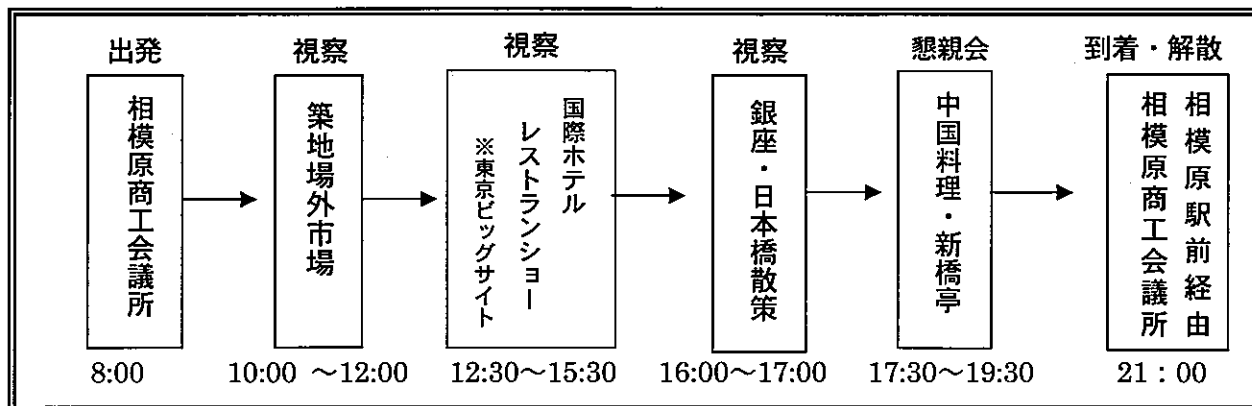 出発
相模原商工会議所
8:00
視察
築地場外市場
10:00 ～12:00
視察
国際ホテル
レストランショー
※東京ビッグサイト
12:30～15:30
視察
銀座・日本橋散策
16:00～17:00
懇親会
中国料理・新橋亭
17:30～19:30
到着・解散
相模原駅前経由
相模原商工会議所
21：00